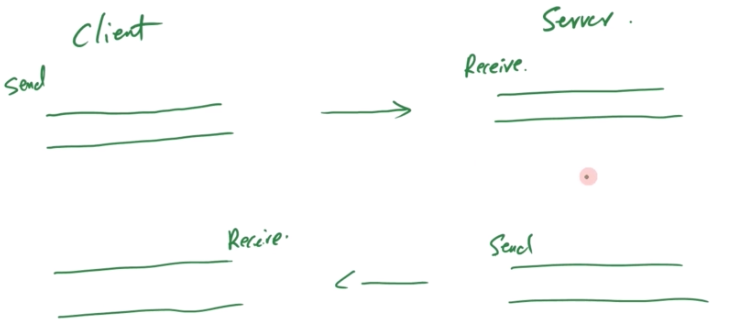 Client
Server.
Send
Receive.
Receive.
Send